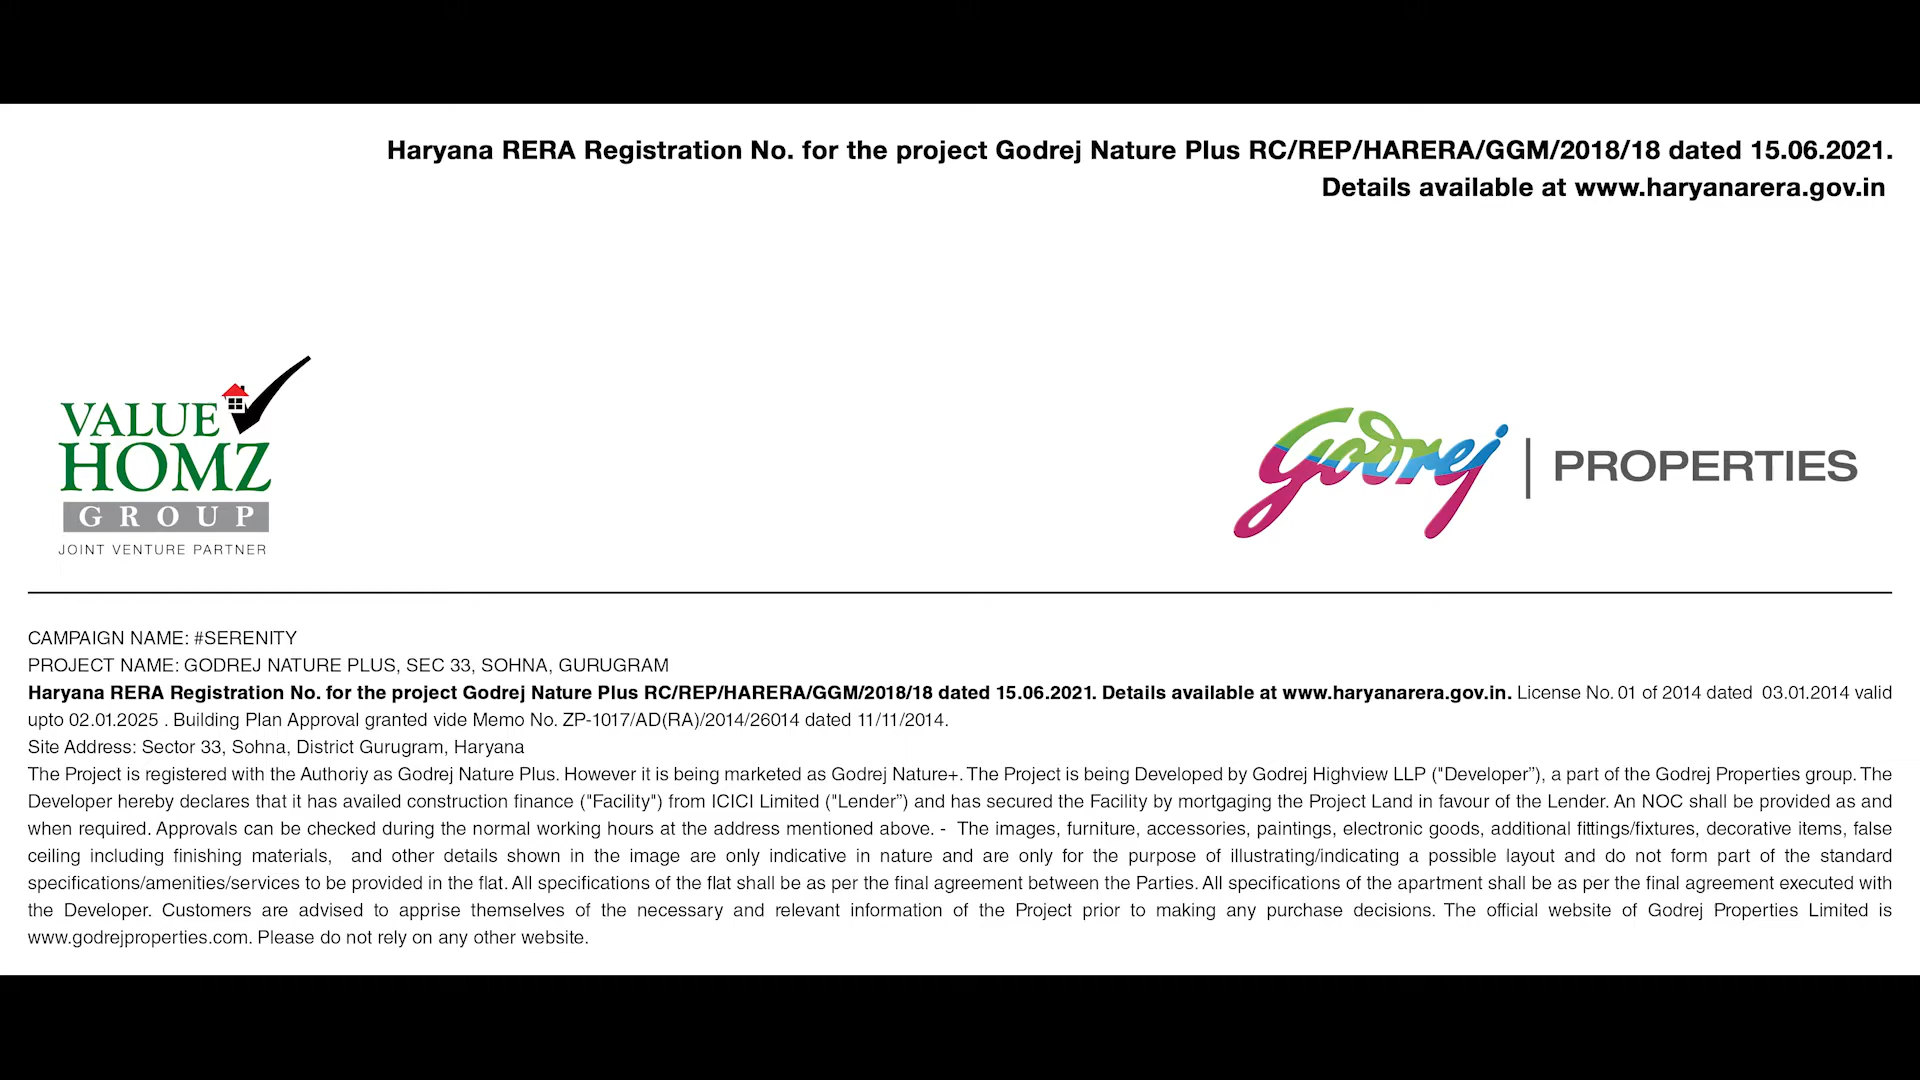 Haryana RERA Registration No. for the project Godrej Nature Plus RC/REP/HARERA/GGM/2018/18 dated 15.06.2021.
Details available at www.haryanarera.gov.in
VALUE
HOMZ
GROUP
JOINT VENTURE PARTNER
Godrej | PROPERTIES
CAMPAIGN NAME: #SERENITY
PROJECT NAME: GODREJ NATURE PLUS, SEC 33, SOHNA, GURUGRAM
Haryana RERA Registration No. for the project Godrej Nature Plus RC/REP/HARERA/GGM/2018/18 dated 15.06.2021. Details available at www.haryanarera.gov.in. License No. 01 of 2014 dated 03.01.2014 valid
upto 02.01.2025 . Building Plan Approval granted vide Memo No. ZP-1017/AD(RA)/2014/26014 dated 11/11/2014.
Site Address: Sector 33, Sohna, District Gurugram, Haryana
The Project is registered with the Authoriy as Godrej Nature Plus. However it is being marketed as Godrej Nature+. The Project is being Developed by Godrej Highview LLP ("Developer”), a part of the Godrej Properties group. The
Developer hereby declares that it has availed construction finance ("Facility") from ICICI Limited ("Lender”) and has secured the Facility by mortgaging the Project Land in favour of the Lender. An NOC shall be provided as and
when required. Approvals can be checked during the normal working hours at the address mentioned above. - The images, furniture, accessories, paintings, electronic goods, additional fittings/fixtures, decorative items, false
ceiling including finishing materials, and other details shown in the image are only indicative in nature and are only for the purpose of illustrating/indicating a possible layout and do not form part of the standard
specifications/amenities/services to be provided in the flat. All specifications of the flat shall be as per the final agreement between the Parties. All specifications of the apartment shall be as per the final agreement executed with
the Developer. Customers are advised to apprise themselves of the necessary and relevant information of the Project prior to making any purchase decisions. The official website of Godrej Properties Limited is
www.godrejproperties.com. Please do not rely on any other website.